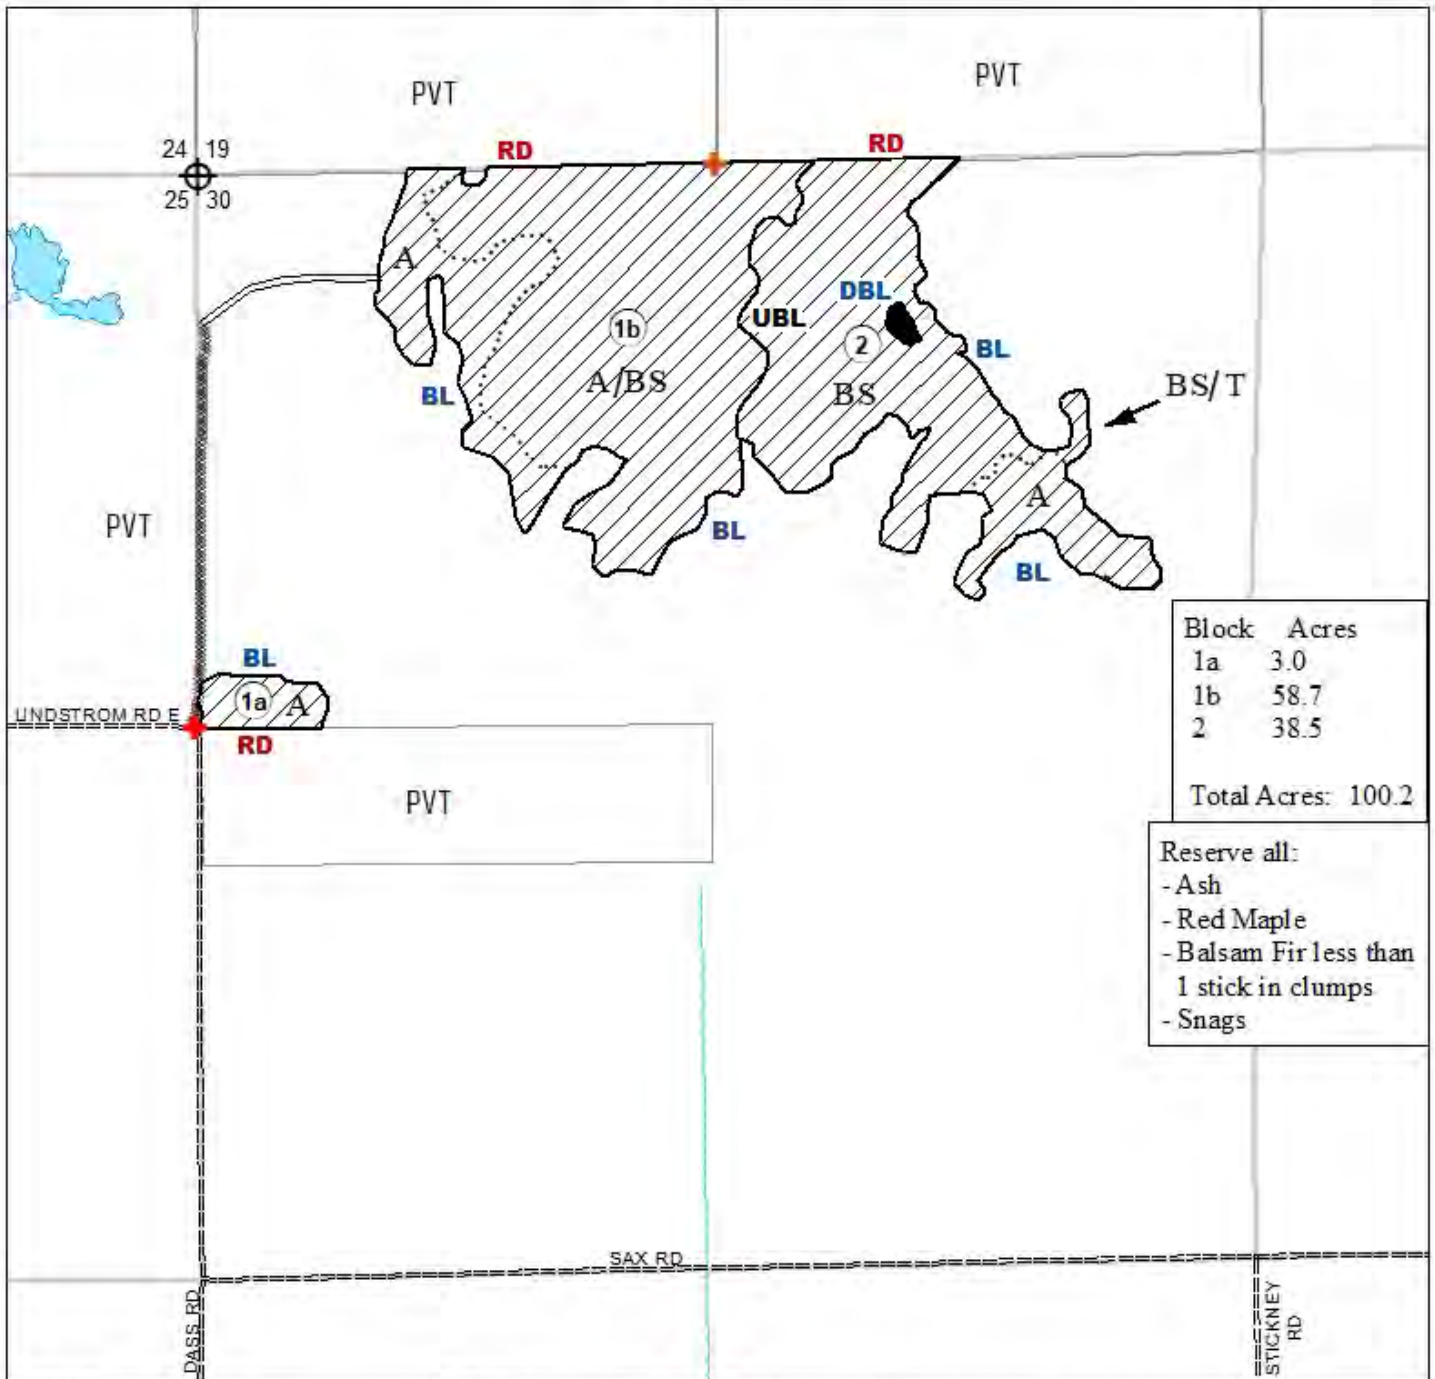 PVT
PVT
24 19
25 30
RD
RD
A
1b
A/BS
BL
UBL
DBL
2
BS
BL
BS/T
A
BL
BL
PVT
Block Acres
1a 3.0
1b 58.7
2 38.5
Total Acres: 100.2
BL
1a A
LINDSTROM RD E
RD
PVT
Reserve all:
- Ash
- Red Maple
- Balsam Fir less than
1 stick in clumps
- Snags
SAX RD
DASS RD
STICKNEY
RD